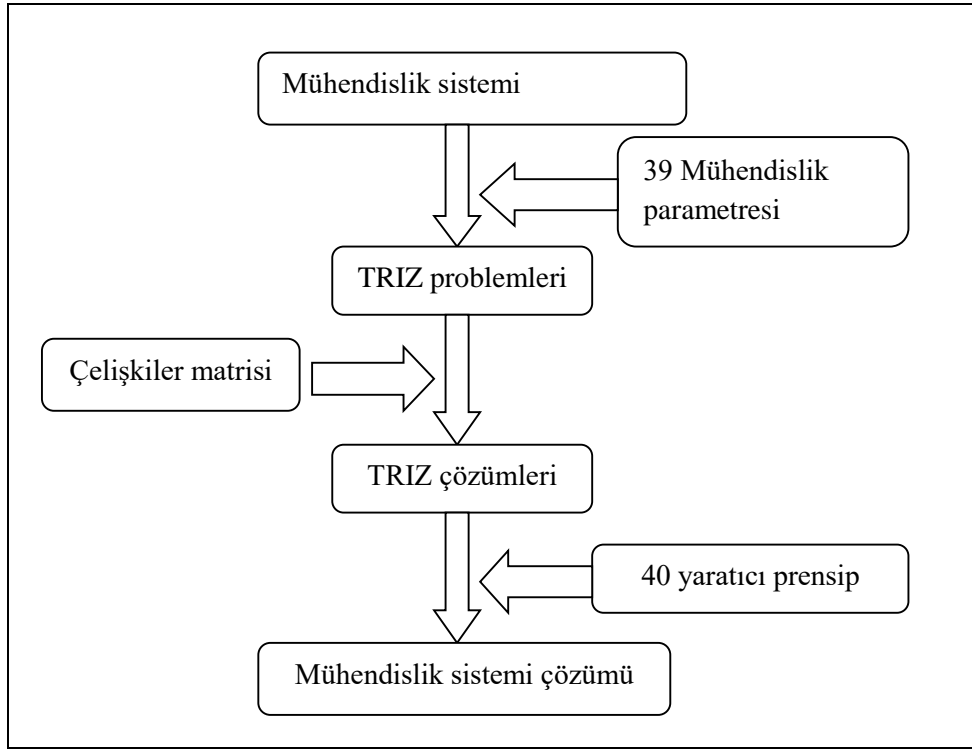 Mühendislik sistemi
39 Mühendislik
parametresi
TRIZ problemleri
Çelişkiler matrisi
TRIZ çözümleri
40 yaratıcı prensip
Mühendislik sistemi çözümü